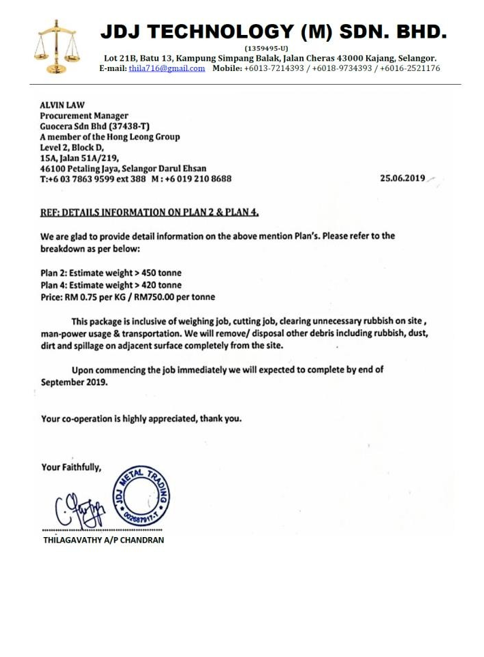 JDJ TECHNOLOGY (M) SDN. BHD.
(1359495-U)
Lot 21B, Batu 13, Kampung Simpang Balak, Jalan Cheras 43000 Kajang, Selangor.
E-mail: thila716@gmail.com Mobile: +6013-7214393 / +6018-9734393 / +6016-2521176
ALVIN LAW
Procurement Manager
Guocera Sdn Bhd (37438-T)
A member of the Hong Leong Group
Level 2, Block D,
15A, Jalan 51A/219,
46100 Petaling Jaya, Selangor Darul Ehsan
T:+6 03 7863 9599 ext 388 M : +6 019 210 8688
25.06.2019
REF: DETAILS INFORMATION ON PLAN 2 & PLAN 4.
We are glad to provide detail information on the above mention Plan's. Please refer to the
breakdown as per below:
Plan 2: Estimate weight > 450 tonne
Plan 4: Estimate weight > 420 tonne
Price: RM 0.75 per KG / RM750.00 per tonne
This package is inclusive of weighing job, cutting job, clearing unnecessary rubbish on site ,
man-power usage & transportation. We will remove/ disposal other debris including rubbish, dust,
dirt and spillage on adjacent surface completely from the site.
Upon commencing the job immediately we will expected to complete by end of
September 2019.
Your co-operation is highly appreciated, thank you.
Your Faithfully,
JDJ METAL TRADING
THILAGAVATHY A/P CHANDRAN